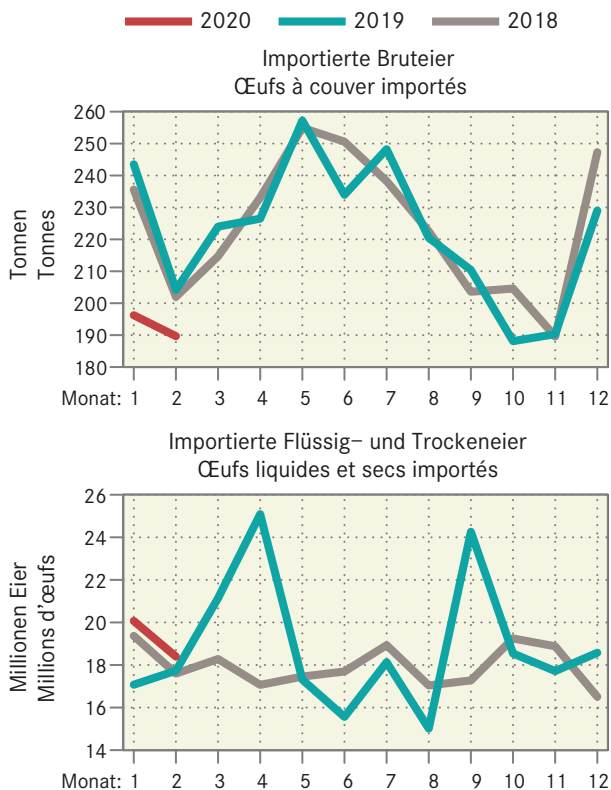 2020 2019 2018
Importierte Bruteier
Œufs à couver importés
Tonnen
Tonnes
260
250
240
230
220
210
200
190
180
Monat: 1 2 3 4 5 6 7 8 9 10 11 12
Importierte Flüssig– und Trockeneier
Œufs liquides et secs importés
Millionen Eier
Millions d'œufs
26
24
22
20
18
16
14
Monat: 1 2 3 4 5 6 7 8 9 10 11 12